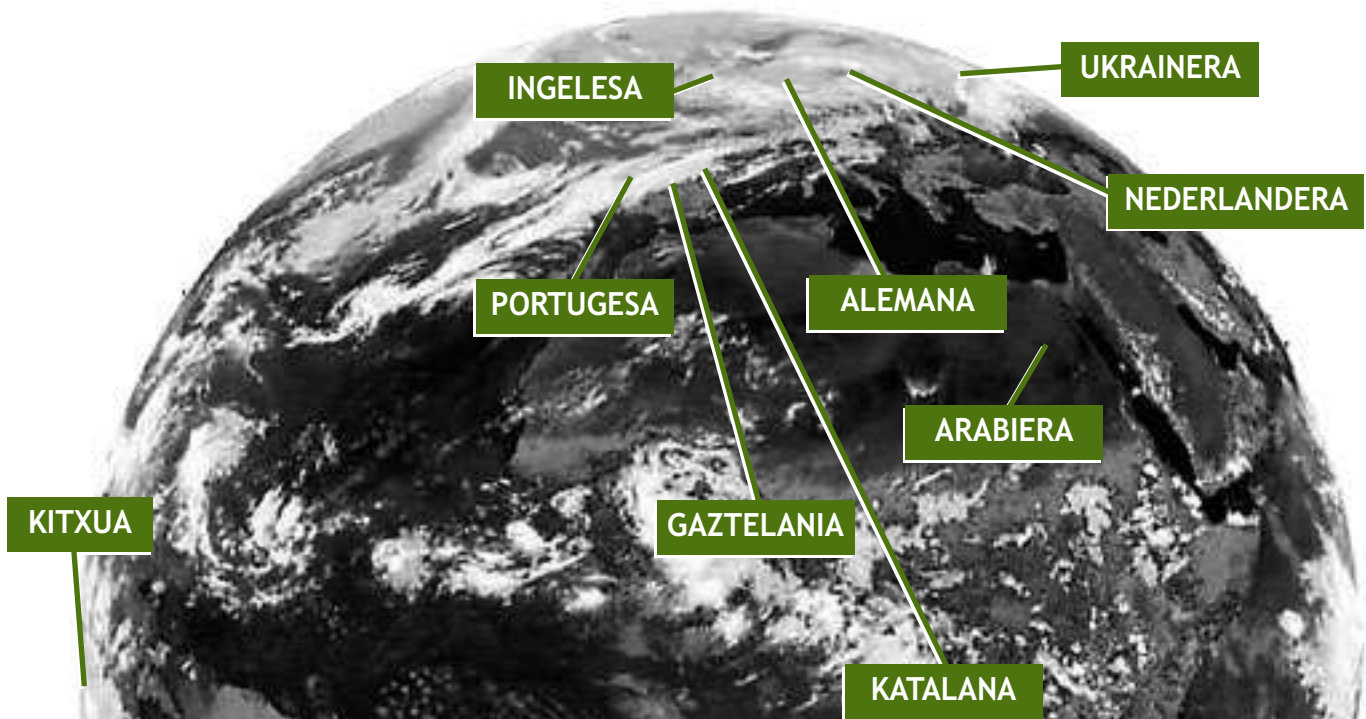 UKRAINERA
INGELESA
NEDERLANDERA
PORTUGESA
ALEMANA
ARABIERA
KITXUA
GAZTELANIA
KATALANA